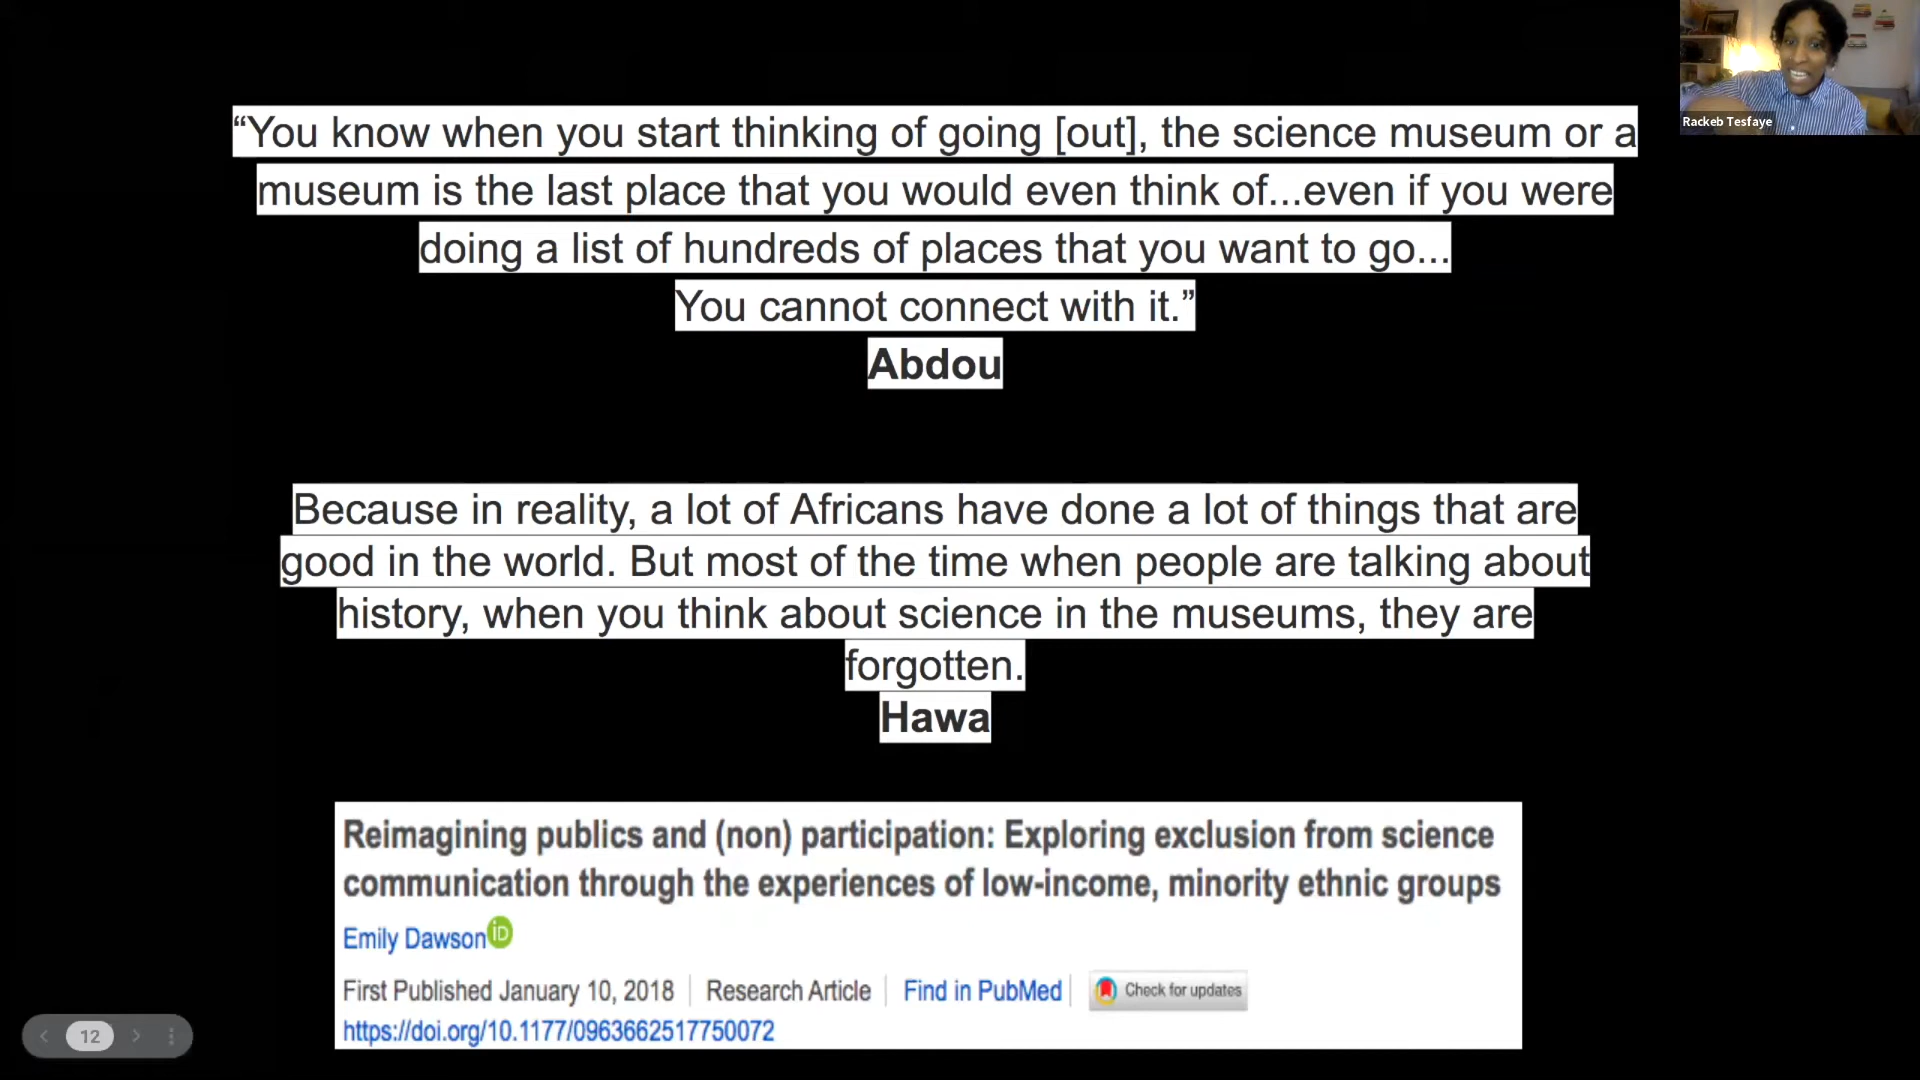 Rackeb Tesfaye
“You know when you start thinking of going [out], the science museum or a
museum is the last place that you would even think of...even if you were
doing a list of hundreds of places that you want to go...
You cannot connect with it.”
Abdou
Because in reality, a lot of Africans have done a lot of things that are
good in the world. But most of the time when people are talking about
history, when you think about science in the museums, they are
forgotten.
Hawa
Reimagining publics and (non) participation: Exploring exclusion from science
communication through the experiences of low-income, minority ethnic groups
Emily Dawson iD
First Published January 10, 2018 | Research Article | Find in PubMed | Check for updates
https://doi.org/10.1177/0963662517750072
12